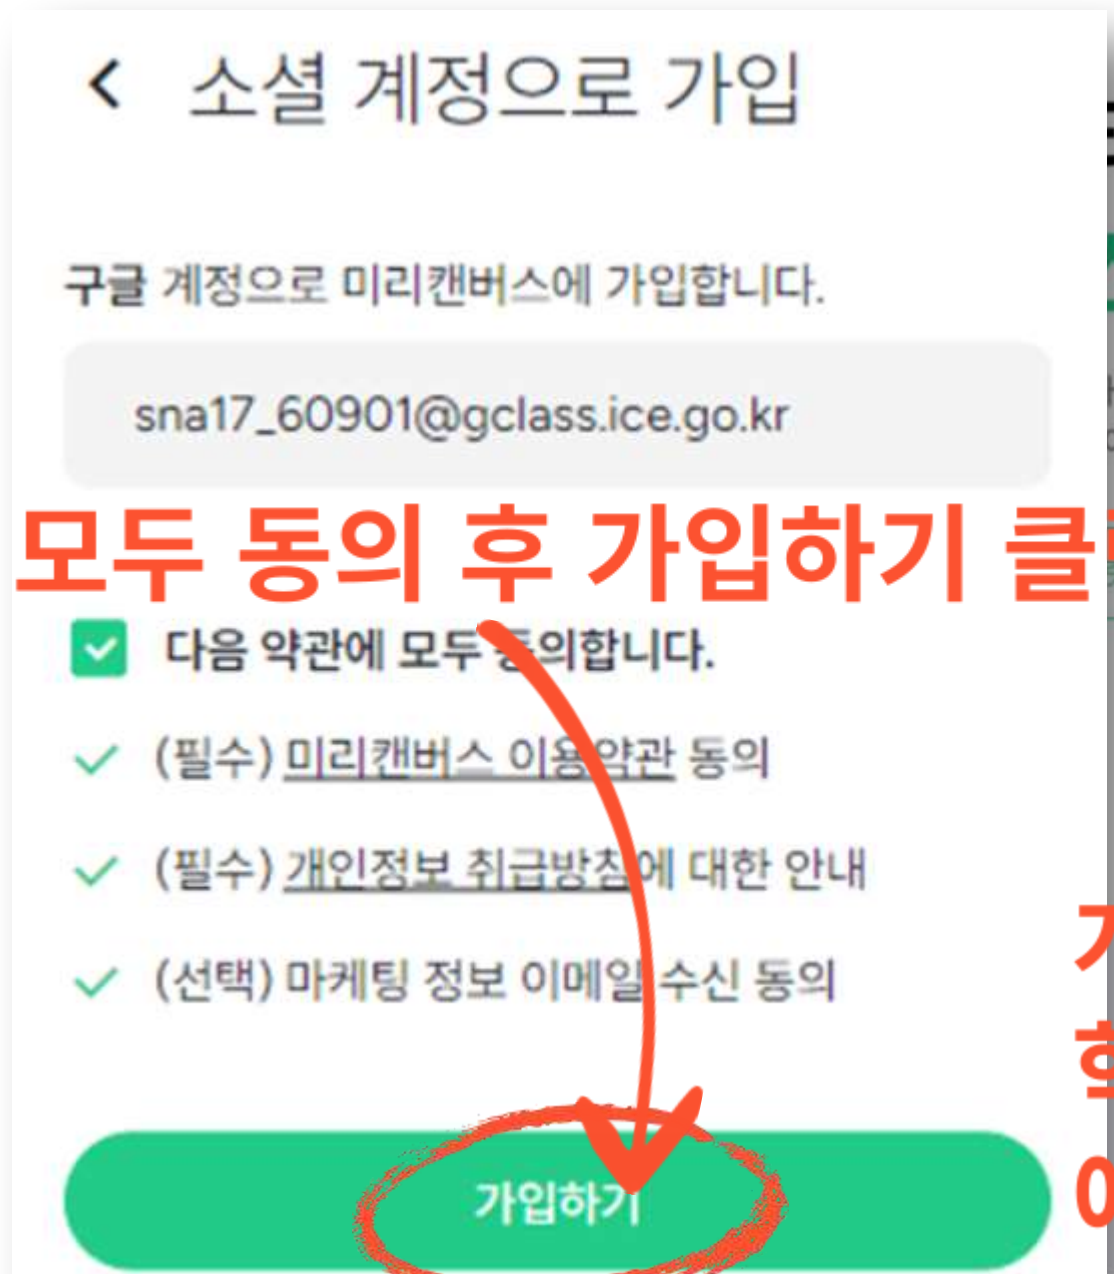 소셜 계정으로 가입
구글 계정으로 미리캔버스에 가입합니다.
sna17_60901@gclass.ice.go.kr
모두 동의 후 가입하기
다음 약관에 모두 동의합니다.
(필수) 미리캔버스 이용약관 동의
(필수) 개인정보 취급방침에 대한 안내
(선택) 마케팅 정보 이메일 수신 동의
가입하기